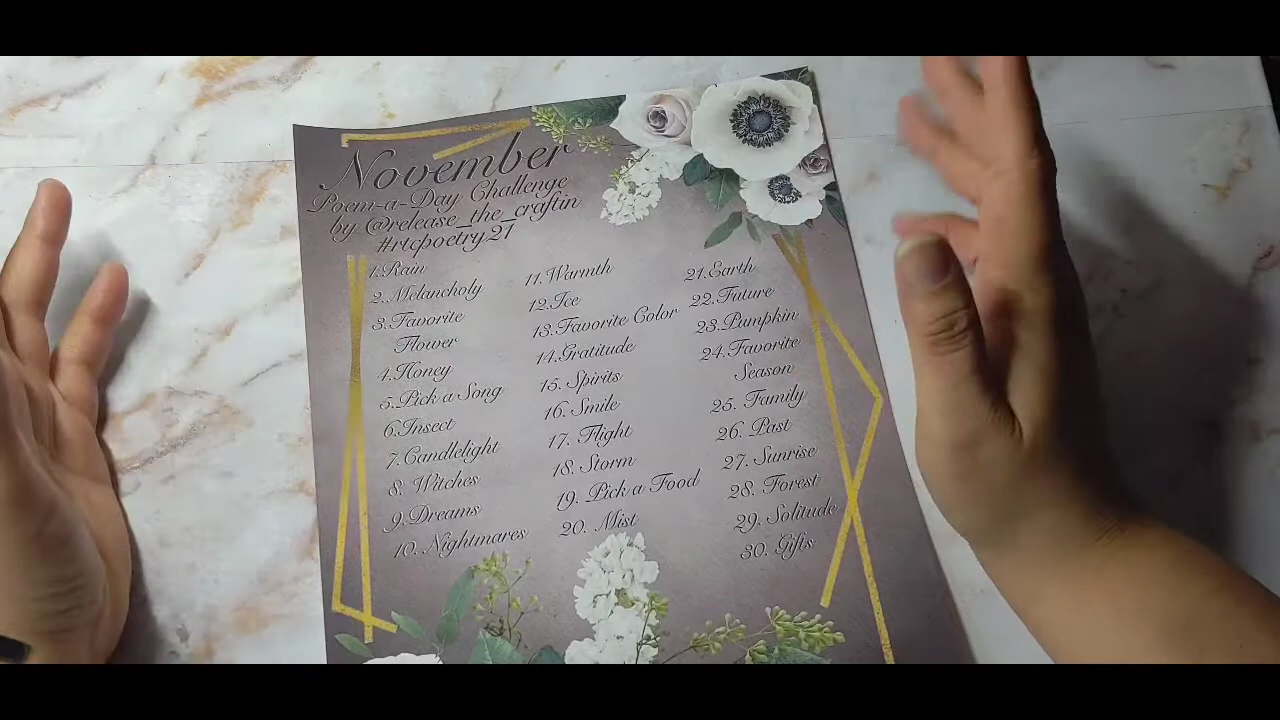 November
Poem-a-Day Challenge
by @release_the_craftin
#rtcpoetry21
1.Rain
2.Melancholy
3.Favorite
Flower
4.Honey
5.Pick a Song
6.Insect
7.Candlelight
8. Witches
9.Dreams
10. Nightmares
11.Warmth
12.Ice
13.Favorite Color
14.Gratitude
15. Spirits
16. Smile
17. Flight
18. Storm
19. Pick a Food
20. Mist
21.Earth
22.Future
23.Pumpkin
24.Favorite
Season
25. Family
26. Past
27. Sunrise
28. Forest
29. Solitude
30. Gifts